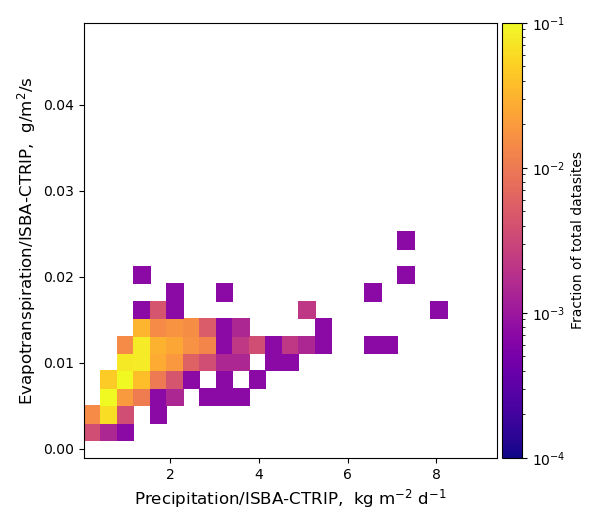 0.04
0.03
0.02
0.01
0.00
2 4 6 8
Evapotranspiration/ISBA-CTRIP, g/m²/s
Precipitation/ISBA-CTRIP, kg m⁻² d⁻¹
10⁻¹
10⁻²
10⁻³
10⁻⁴
Fraction of total datasites